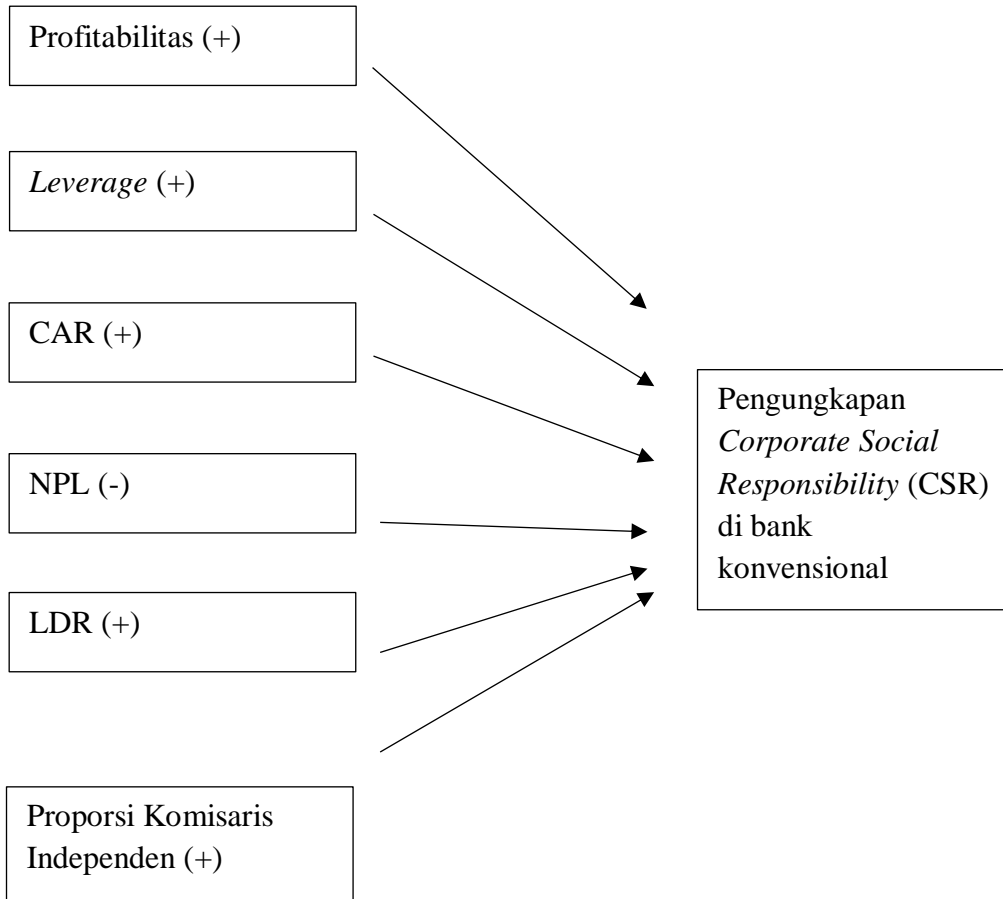 Profitabilitas (+)
Leverage (+)
CAR (+)
NPL (-)
LDR (+)
Proporsi Komisaris
Independen (+)
Pengungkapan
Corporate Social
Responsibility (CSR)
di bank
konvensional